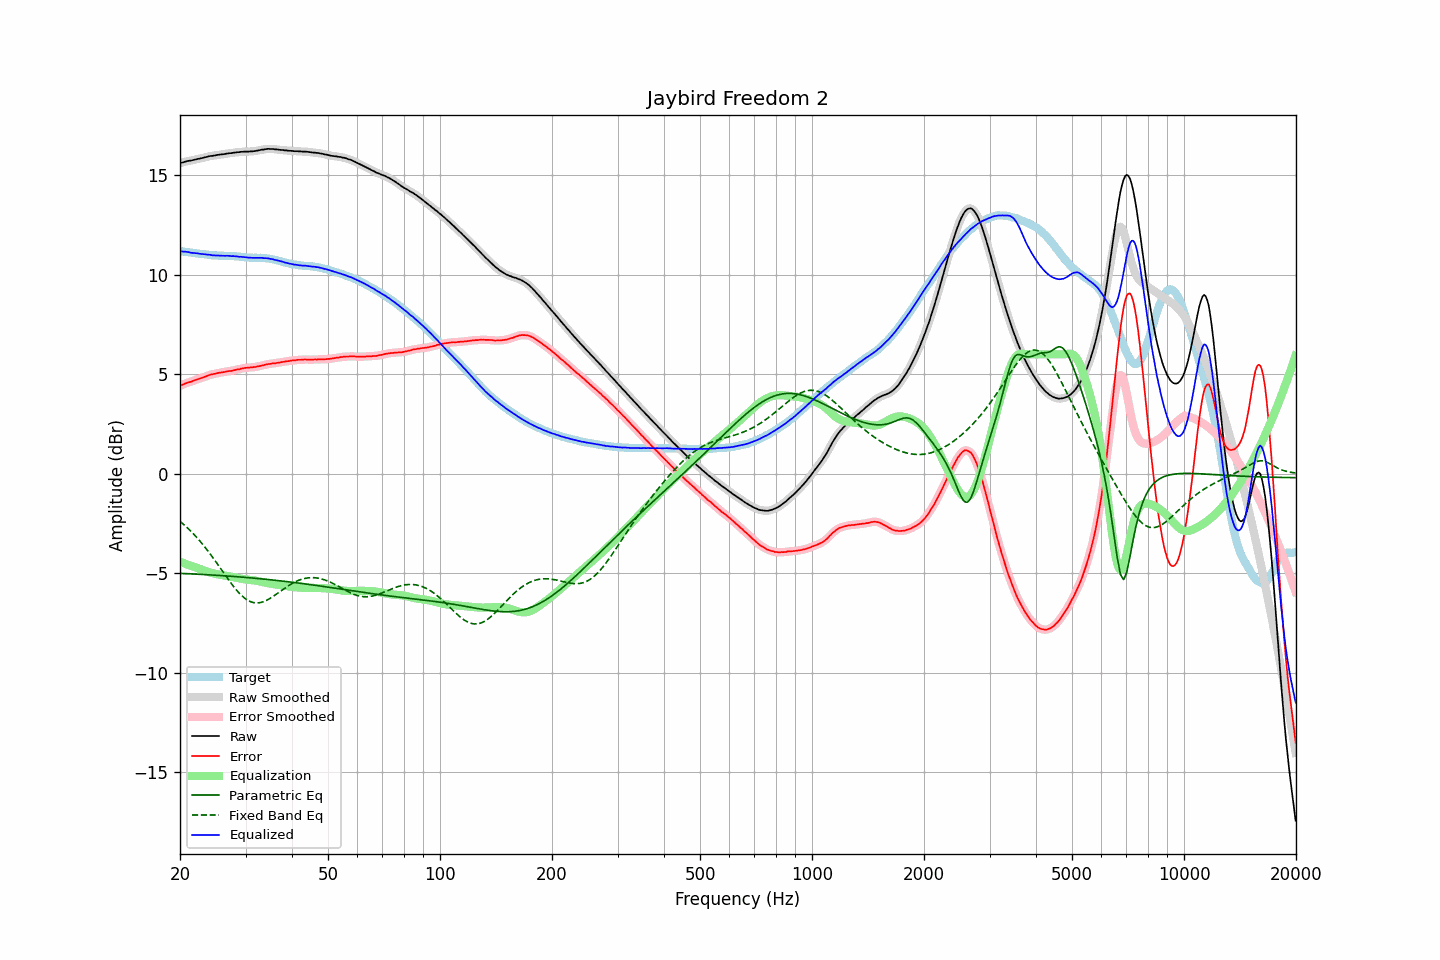 Jaybird Freedom 2
Amplitude (dBr)
15
10
5
0
−5
−10
−15
Target
Raw Smoothed
Error Smoothed
Raw
Error
Equalization
Parametric Eq
Fixed Band Eq
Equalized
20 50 100 200 500 1000 2000 5000 10000 20000
Frequency (Hz)